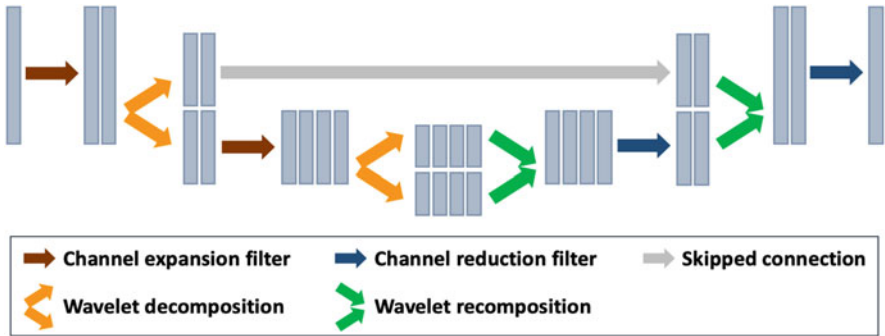 Channel expansion filter
Channel reduction filter
Skipped connection
Wavelet decomposition
Wavelet recomposition